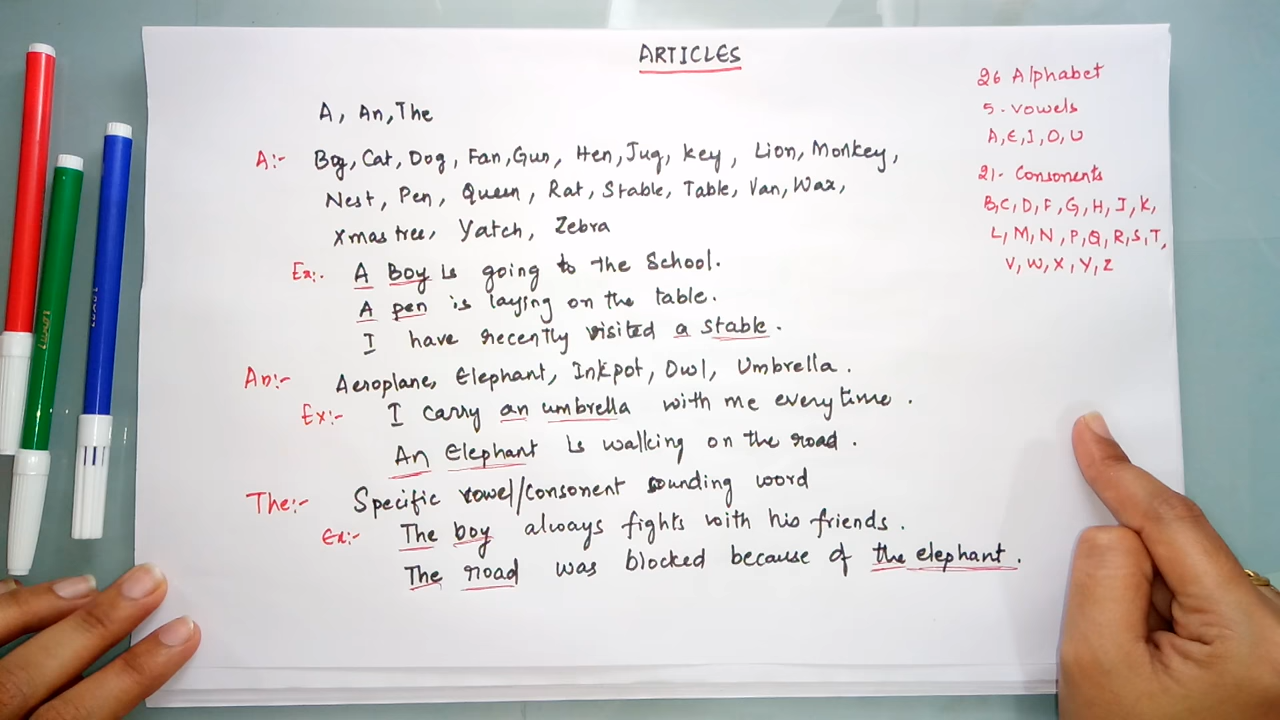 ARTICLES
A, An, The
A:- Boy, Cat, Dog, Fan, Gun, Hen, Jug, key, Lion, Monkey,
Nest, Pen, Queen, Rat, Stable, Table, Van, Wax,
Xmas tree, Yatch, Zebra
Ex:- A Boy is going to the School.
A pen is laying on the table.
I have recently visited a stable.
An:- Aeroplane, Elephant, Inkpot, Owl, Umbrella.
Ex:- I carry an umbrella with me everytime.
An Elephant is walking on the road.
The:- Specific vowel/consonent sounding word
Ex:- The boy always fights with his friends.
The road was blocked because of the elephant.
26 Alphabet
5 - vowels
A, E, I, O, U
21 - Consonents
B, C, D, F, G, H, J, K,
L, M, N, P, Q, R, S, T,
V, W, X, Y, Z